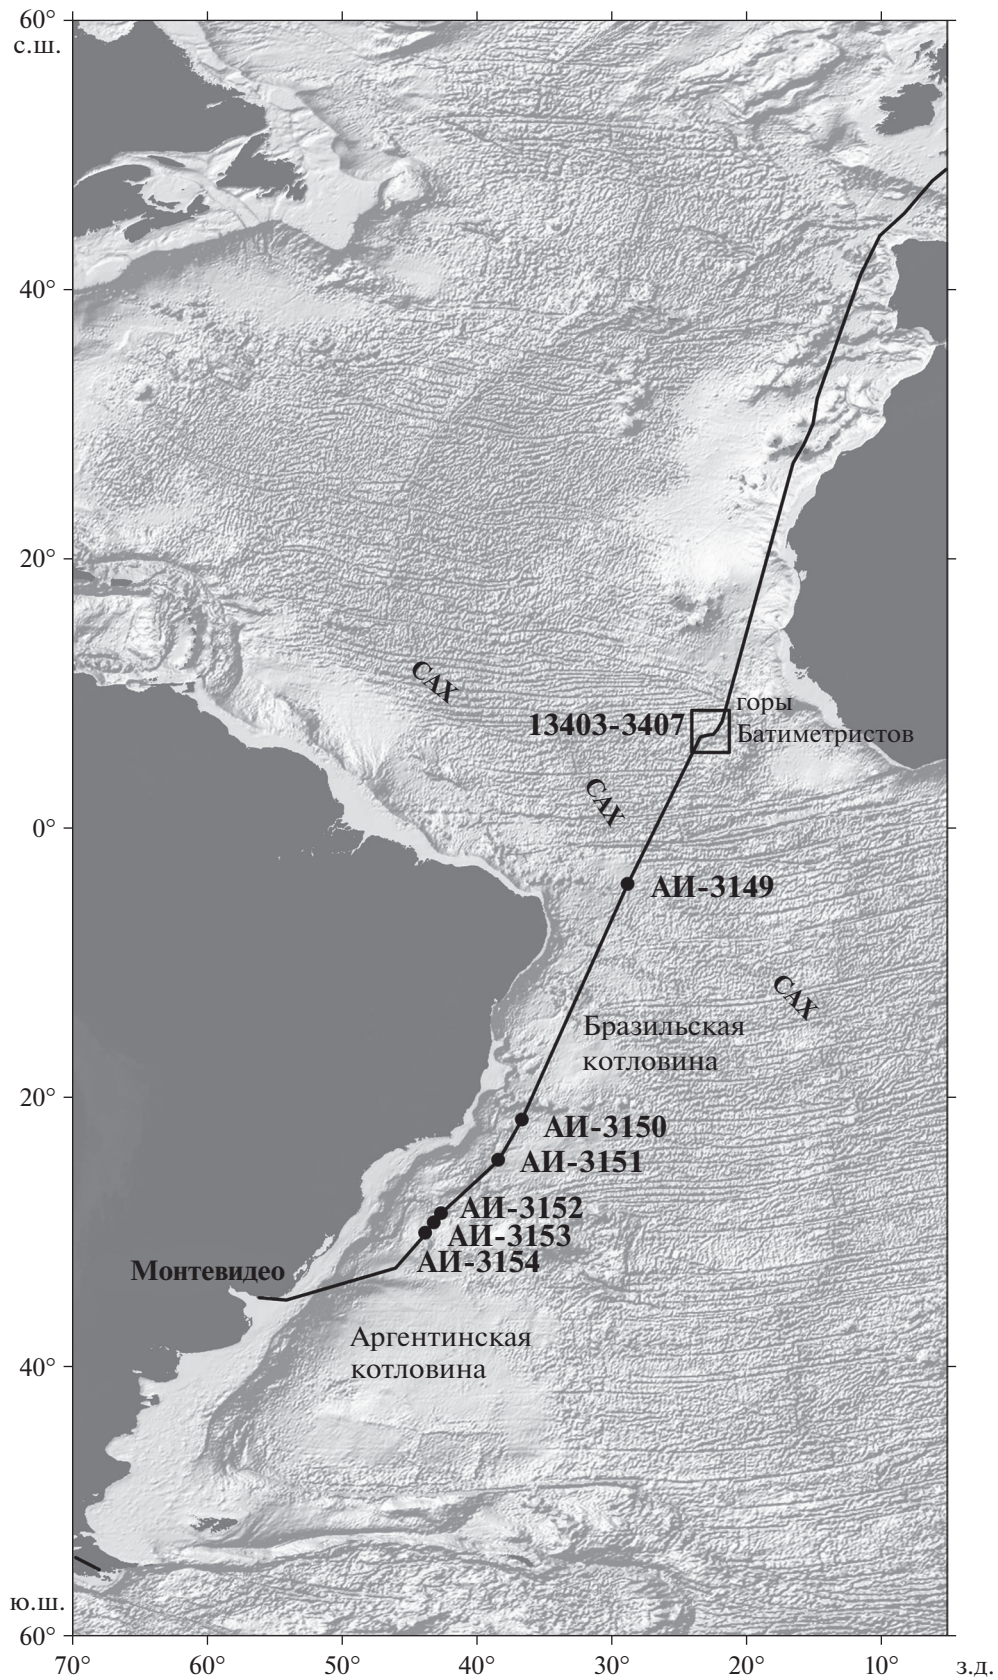 60°
с.ш.
40°
20°
САХ
горы
13403-3407
Батиметристов
САХ
0°
АИ-3149
САХ
Бразильская
котловина
20°
АИ-3150
АИ-3151
АИ-3152
АИ-3153
АИ-3154
Монтевидео
Аргентинская
котловина
40°
ю.ш.
60°
70° 60° 50° 40° 30° 20° 10° з.д.